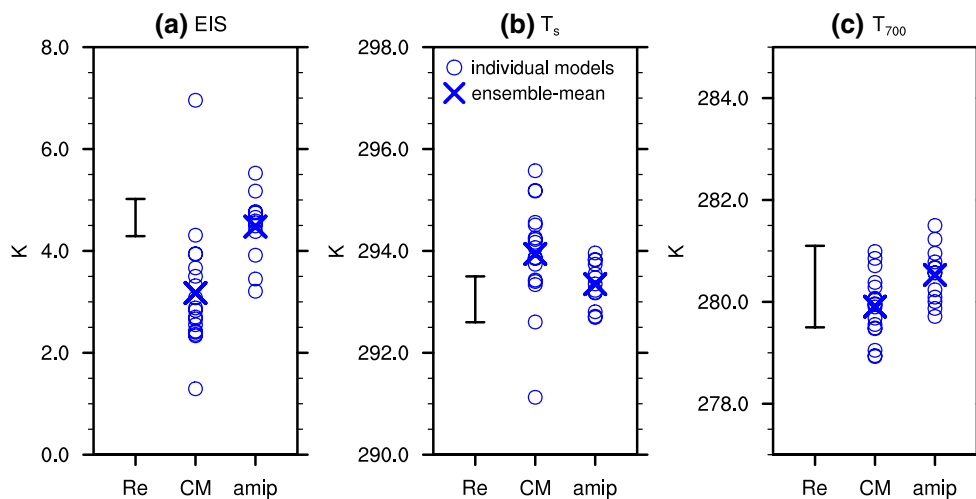 (a) EIS
8.0
6.0
4.0
2.0
0.0
K
Re CM amip
(b) Tₛ
298.0
296.0
294.0
292.0
290.0
K
individual models
ensemble-mean
Re CM amip
(c) T₇₀₀
284.0
282.0
280.0
278.0
K
Re CM amip